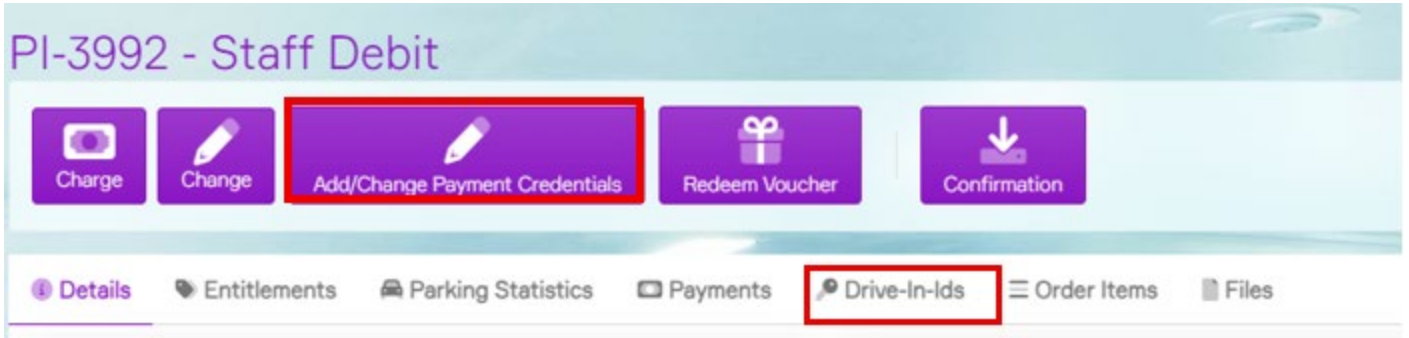 PI-3992 - Staff Debit
Charge Change Add/Change Payment Credentials Redeem Voucher Confirmation
Details Entitlements Parking Statistics Payments Drive-In-Ids Order Items Files